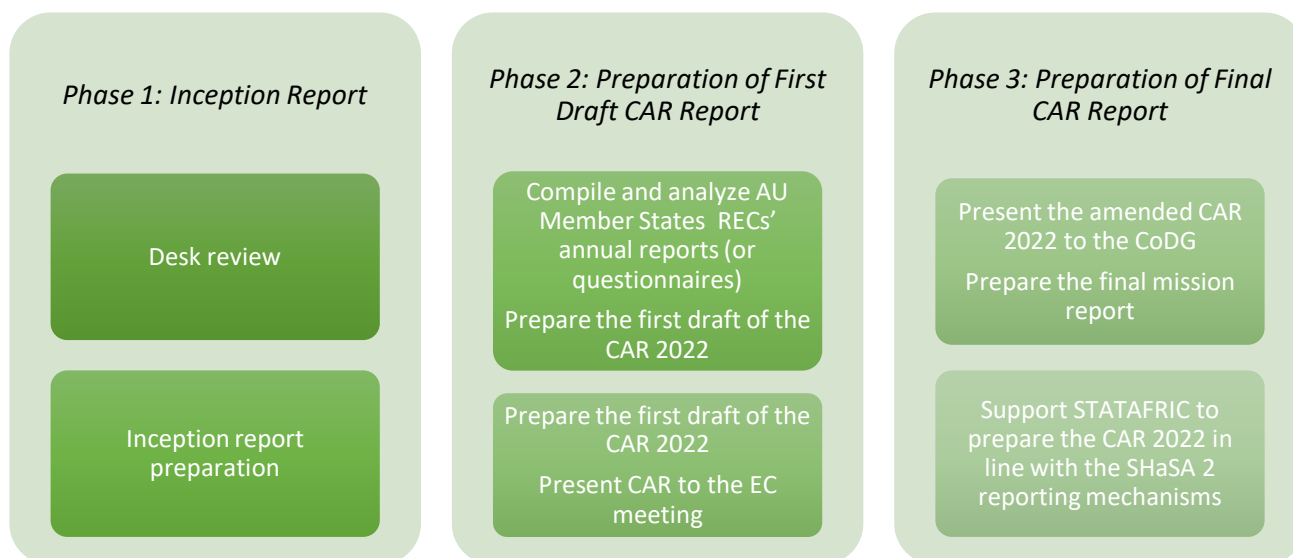 Phase 1: Inception Report
Desk review
Inception report
preparation
Phase 2: Preparation of First
Draft CAR Report
Compile and analyze AU
Member States RECs’
annual reports (or
questionnaires)
Prepare the first draft of the
CAR 2022
Prepare the first draft of the
CAR 2022
Present CAR to the EC
meeting
Phase 3: Preparation of Final
CAR Report
Present the amended CAR
2022 to the CoDG
Prepare the final mission
report
Support STATAFRIC to
prepare the CAR 2022 in
line with the SHaSA 2
reporting mechanisms